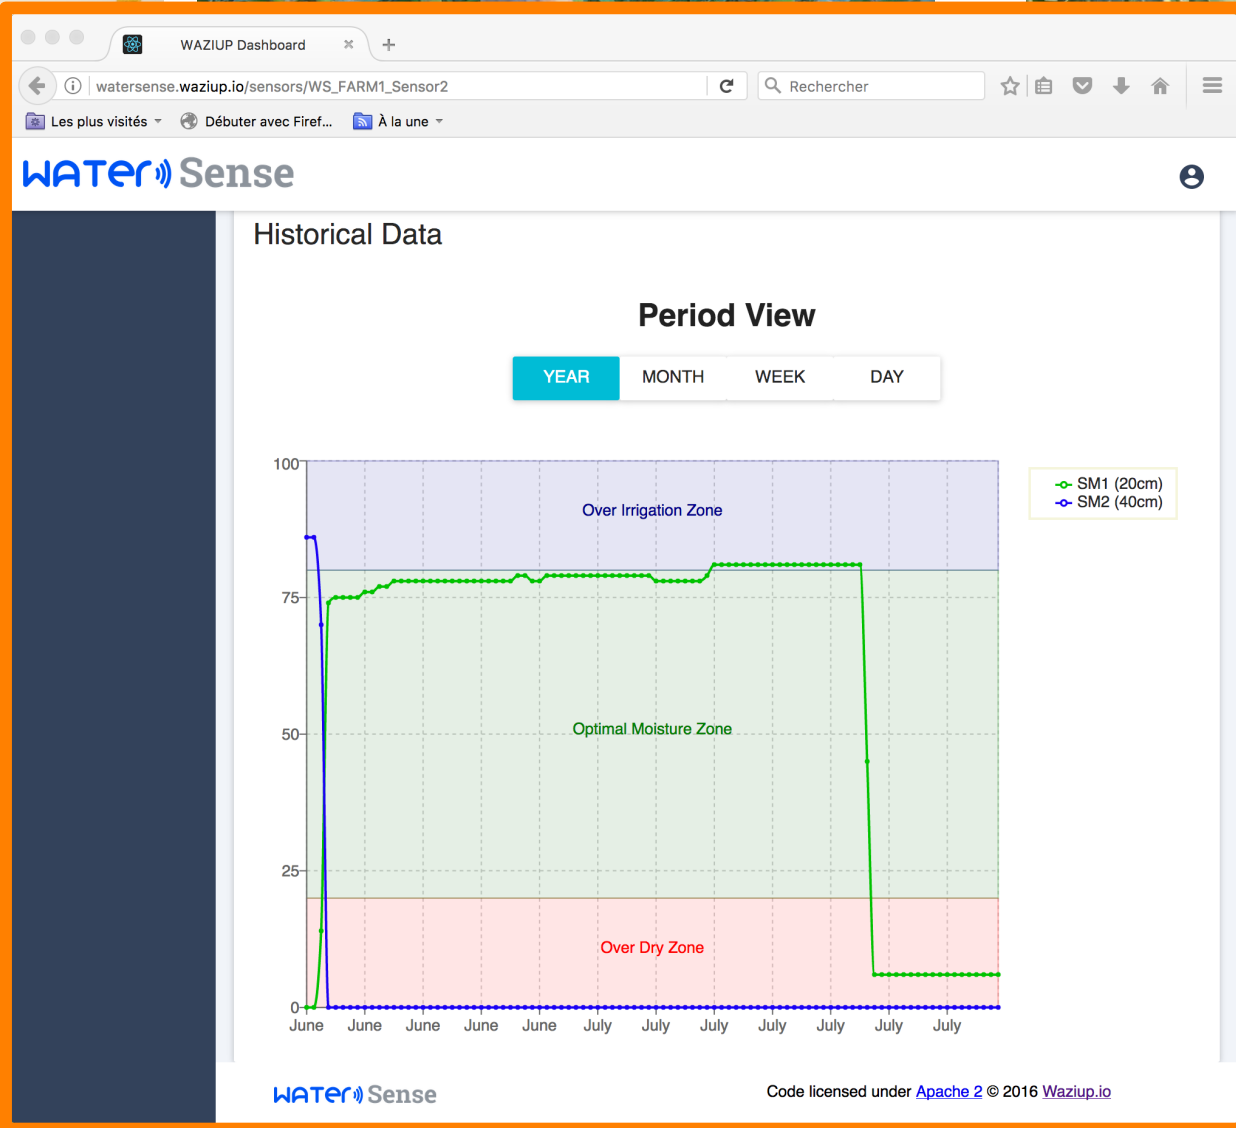 WAZIUP Dashboard
watersense.waziup.io/sensors/WS_FARM1_Sensor2
Rechercher
Les plus visités
Débuter avec Firef...
À la une
WATER Sense
Historical Data
Period View
YEAR MONTH WEEK DAY
100
Over Irrigation Zone
SM1 (20cm)
SM2 (40cm)
75
50
Optimal Moisture Zone
25
Over Dry Zone
0
June June June June June July July July July July July July
WATER Sense
Code licensed under Apache 2 © 2016 Waziup.io